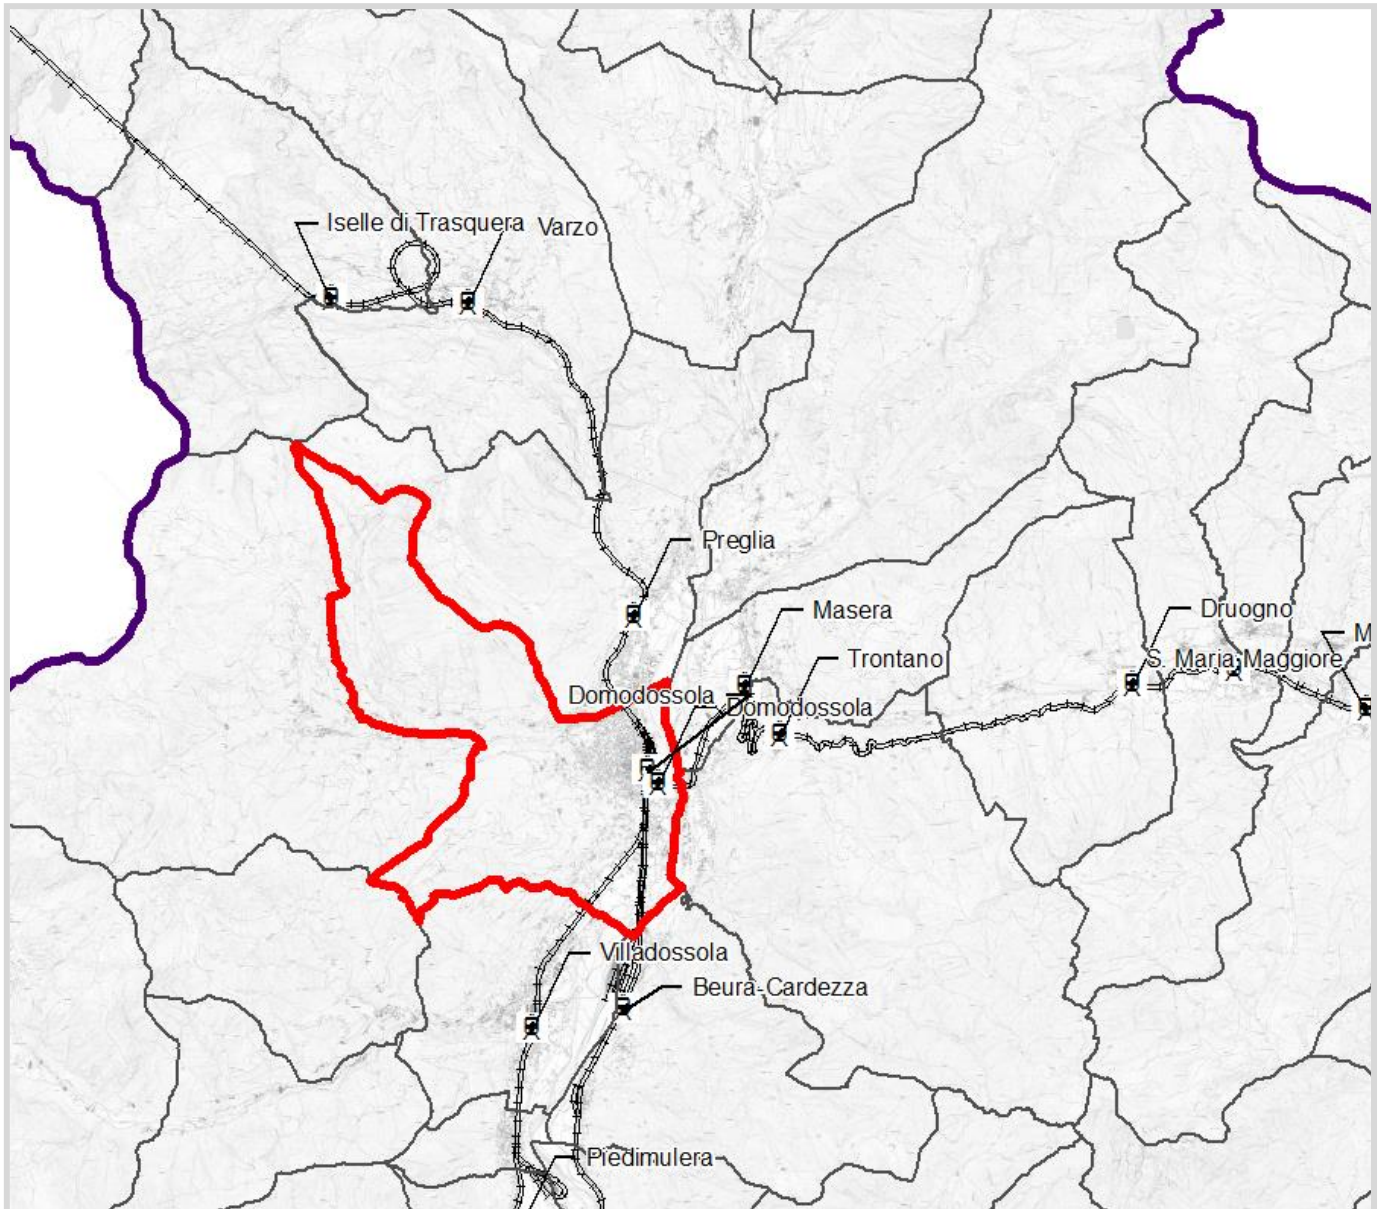 Iselle di Trasquera
Varzo
Preglia
Masera
Druogno
M
Trontano
S. Maria Maggiore
Domodossola
Domodossola
Villadossola
Beura-Cardezza
Piedimulera